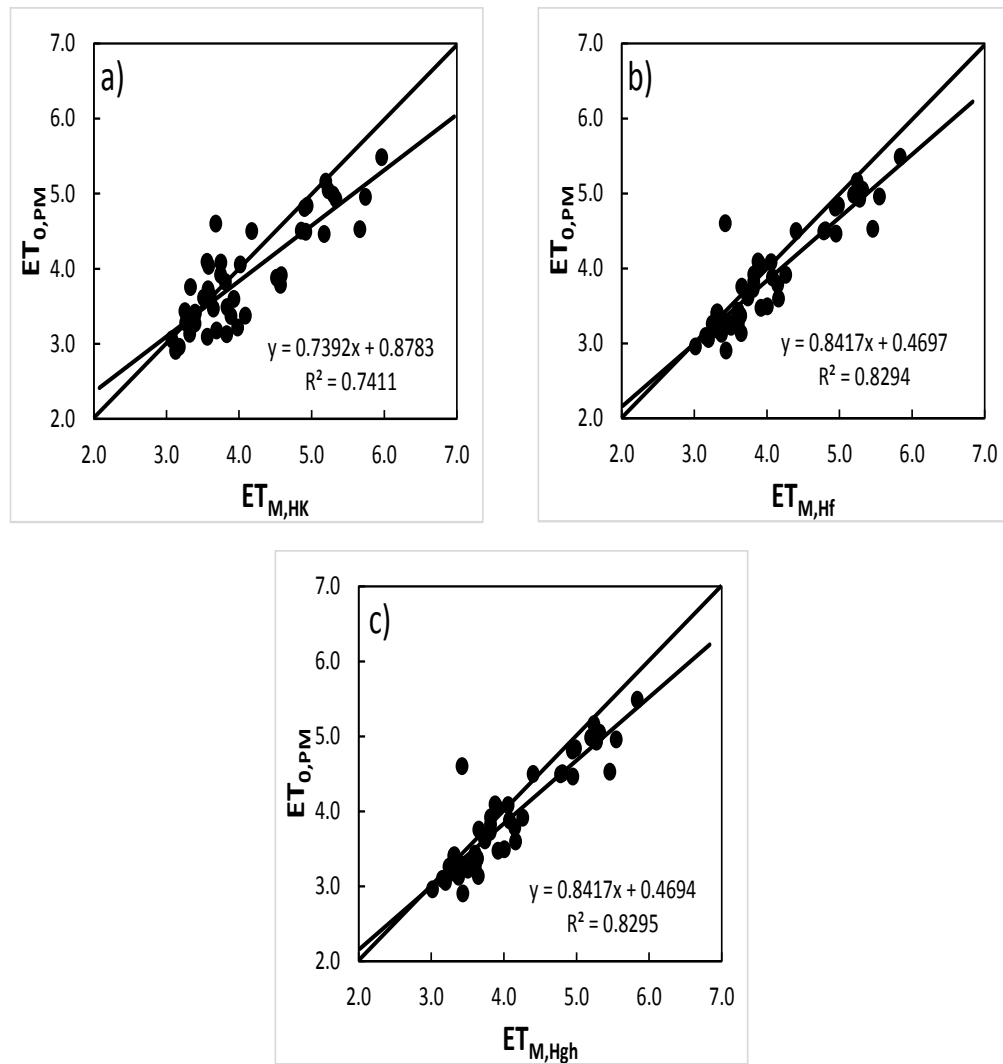 a)
7.0
6.0
5.0
4.0
3.0
2.0
ET0,PM
y = 0.7392x + 0.8783
R² = 0.7411
2.0 3.0 4.0 5.0 6.0 7.0
ETM,HK
b)
7.0
6.0
5.0
4.0
3.0
2.0
ET0,PM
y = 0.8417x + 0.4697
R² = 0.8294
2.0 3.0 4.0 5.0 6.0 7.0
ETM,Hf
c)
7.0
6.0
5.0
4.0
3.0
2.0
ET0,PM
y = 0.8417x + 0.4694
R² = 0.8295
2.0 3.0 4.0 5.0 6.0 7.0
ETM,Hgh